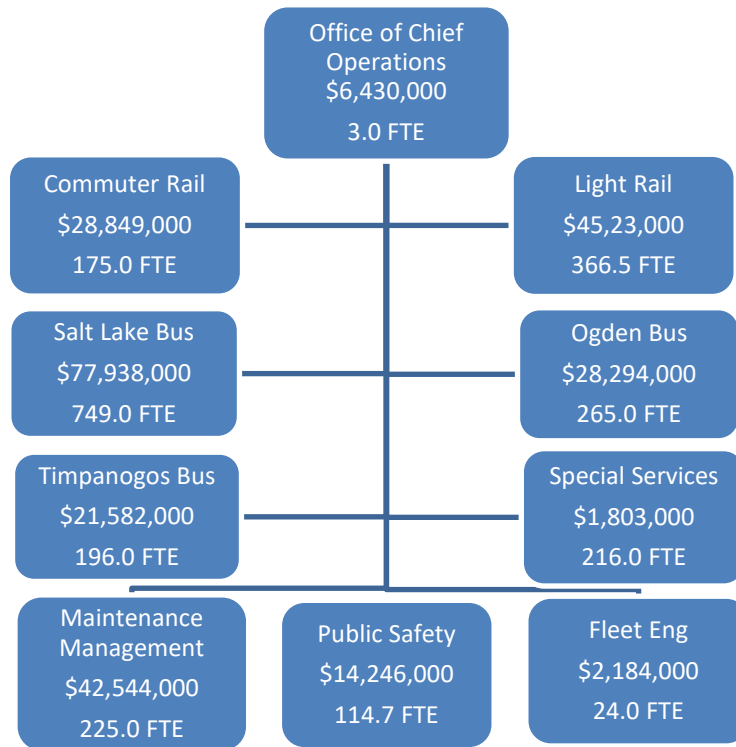 Office of Chief
Operations
$6,430,000
3.0 FTE
Commuter Rail
$28,849,000
175.0 FTE
Light Rail
$45,23,000
366.5 FTE
Salt Lake Bus
$77,938,000
749.0 FTE
Ogden Bus
$28,294,000
265.0 FTE
Timpanogos Bus
$21,582,000
196.0 FTE
Special Services
$1,803,000
216.0 FTE
Maintenance
Management
$42,544,000
225.0 FTE
Public Safety
$14,246,000
114.7 FTE
Fleet Eng
$2,184,000
24.0 FTE